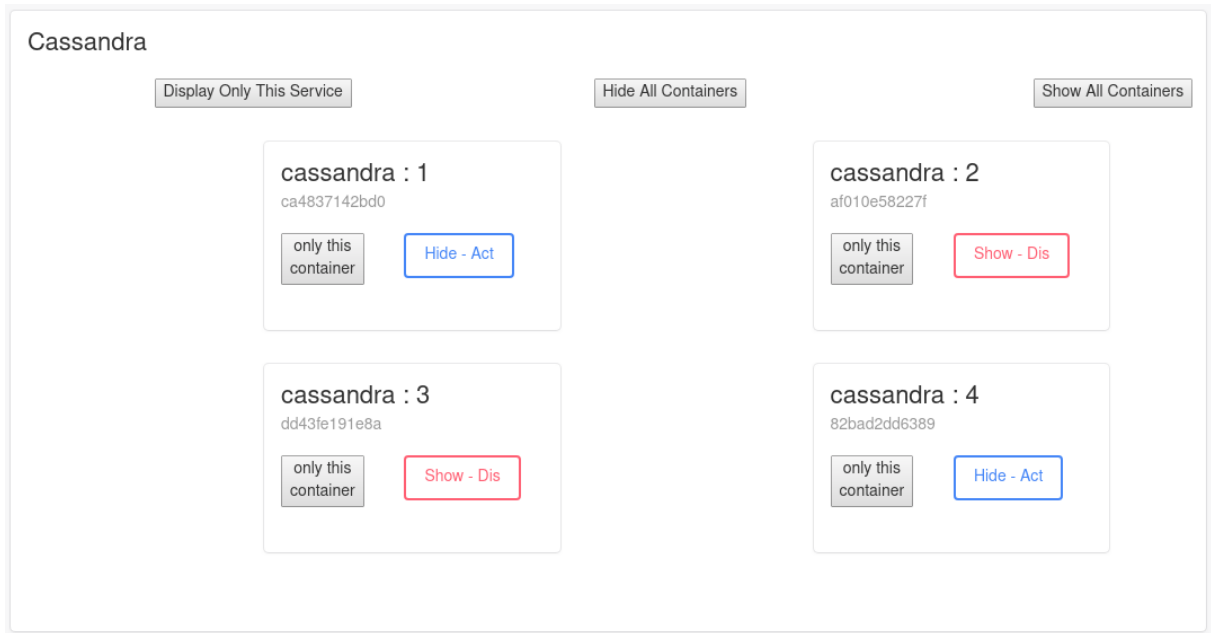 Cassandra
Display Only This Service
Hide All Containers
Show All Containers
cassandra : 1
ca4837142bd0
only this
container
Hide - Act
cassandra : 2
af010e58227f
only this
container
Show - Dis
cassandra : 3
dd43fe191e8a
only this
container
Show - Dis
cassandra : 4
82bad2dd6389
only this
container
Hide - Act